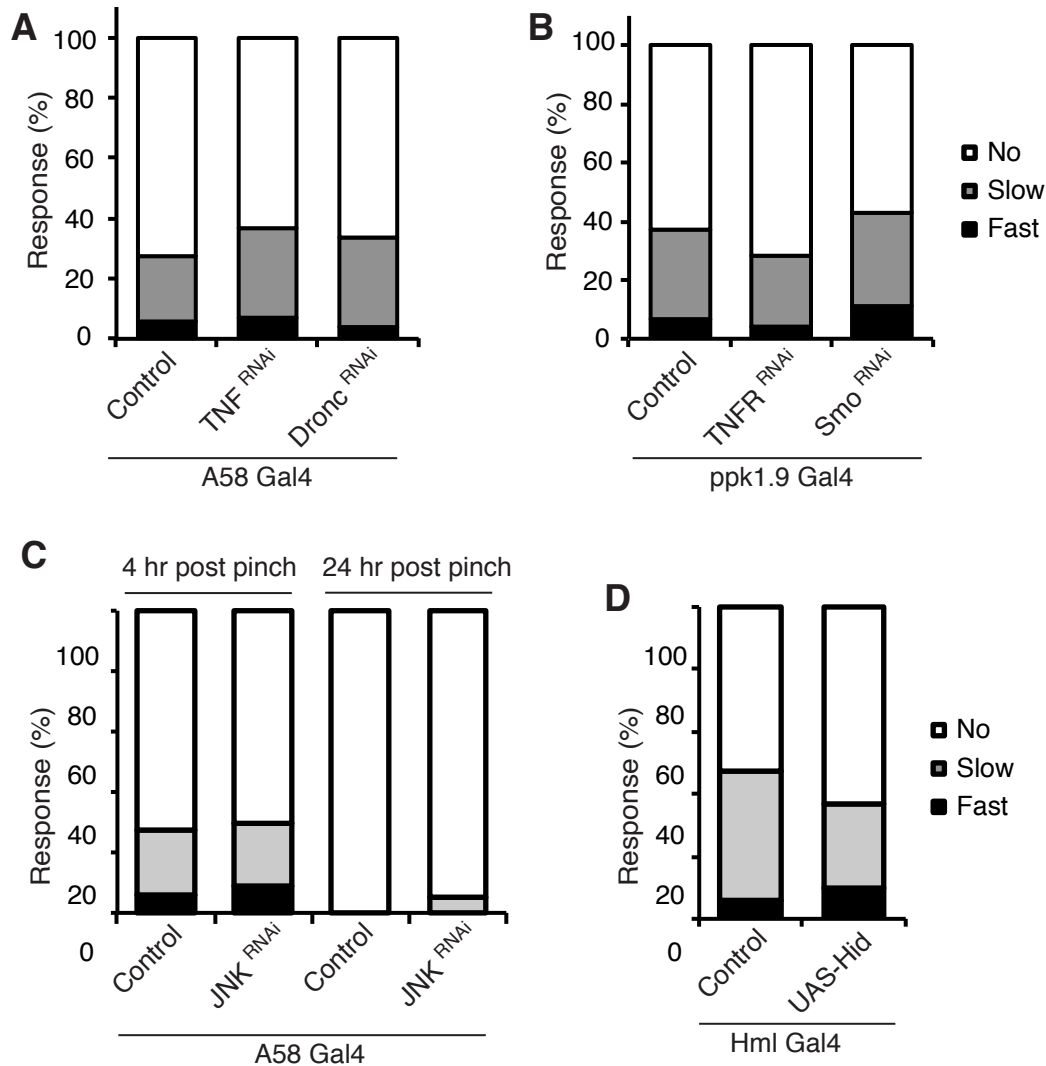 A
Response (%)
100
80
60
40
20
0
Control
TNF RNAi
Dronc RNAi
A58 Gal4
B
Response (%)
100
80
60
40
20
0
Control
TNFR RNAi
Smo RNAi
ppk1.9 Gal4
No
Slow
Fast
C
4 hr post pinch 24 hr post pinch
Response (%)
100
80
60
40
20
0
Control
JNK RNAi
Control
JNK RNAi
A58 Gal4
D
Response (%)
100
80
60
40
20
0
Control
UAS-Hid
Hml Gal4
No
Slow
Fast